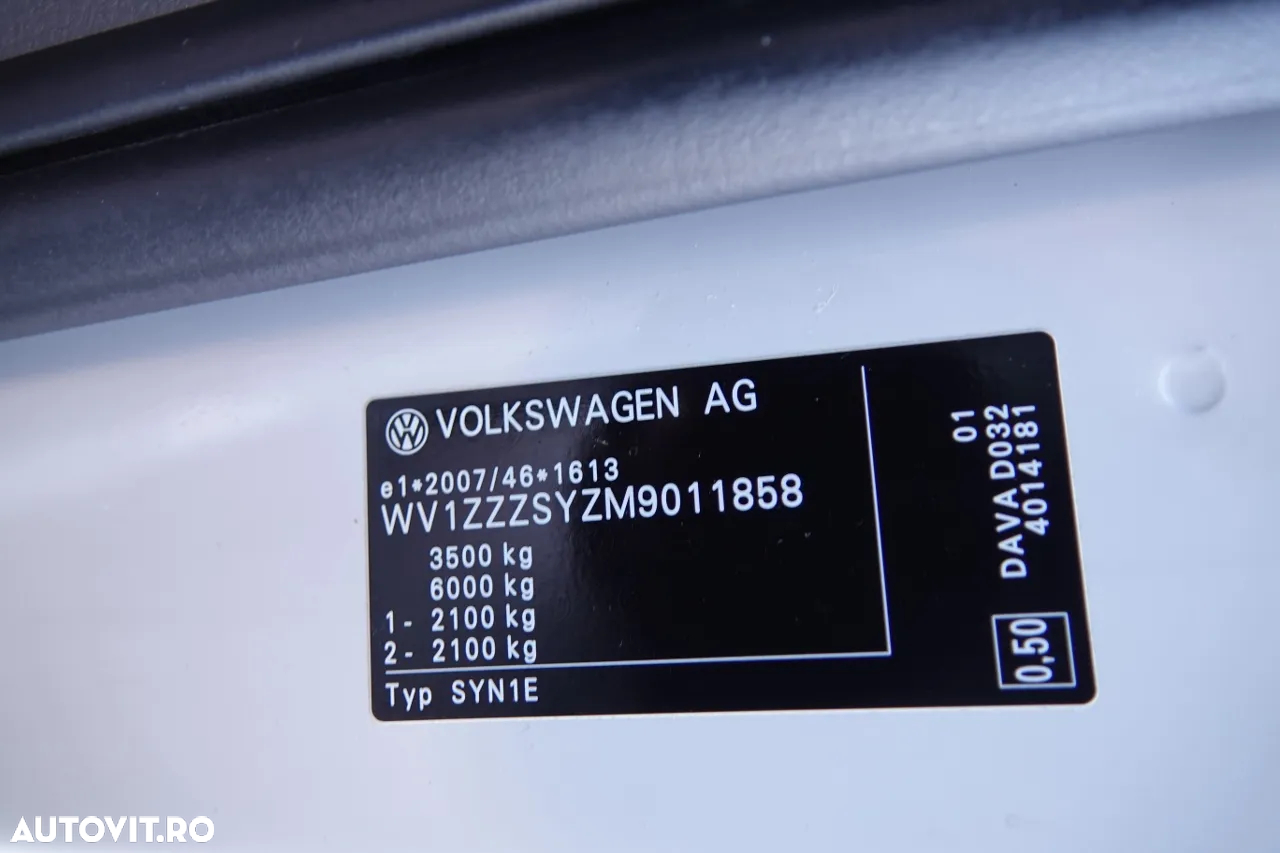 VOLKSWAGEN AG
e1*2007/46*1613
WV1ZZZSYZM9011858
3500 kg
6000 kg
1- 2100 kg
2- 2100 kg
Typ SYN1E
01
DAVA D032
4014181
0,50
AUTOVIT.RO